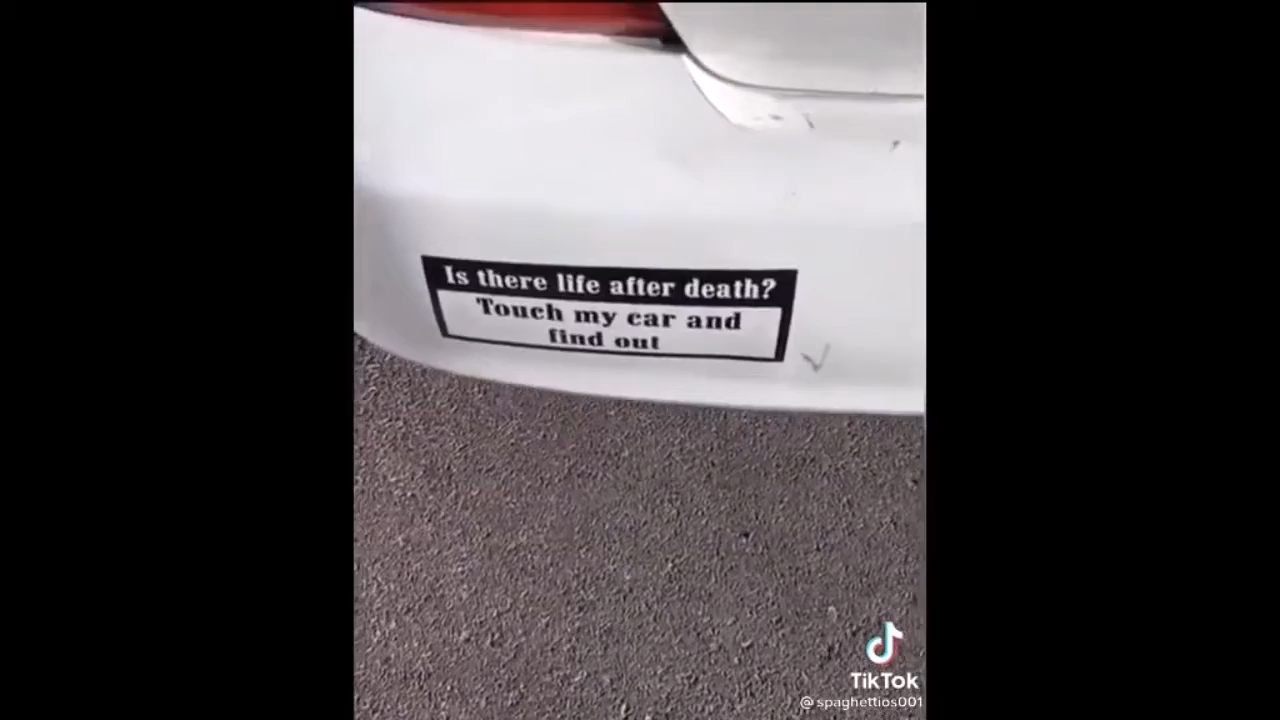 Is there life after death?
Touch my car and
find out
TikTok
@spaghettios001